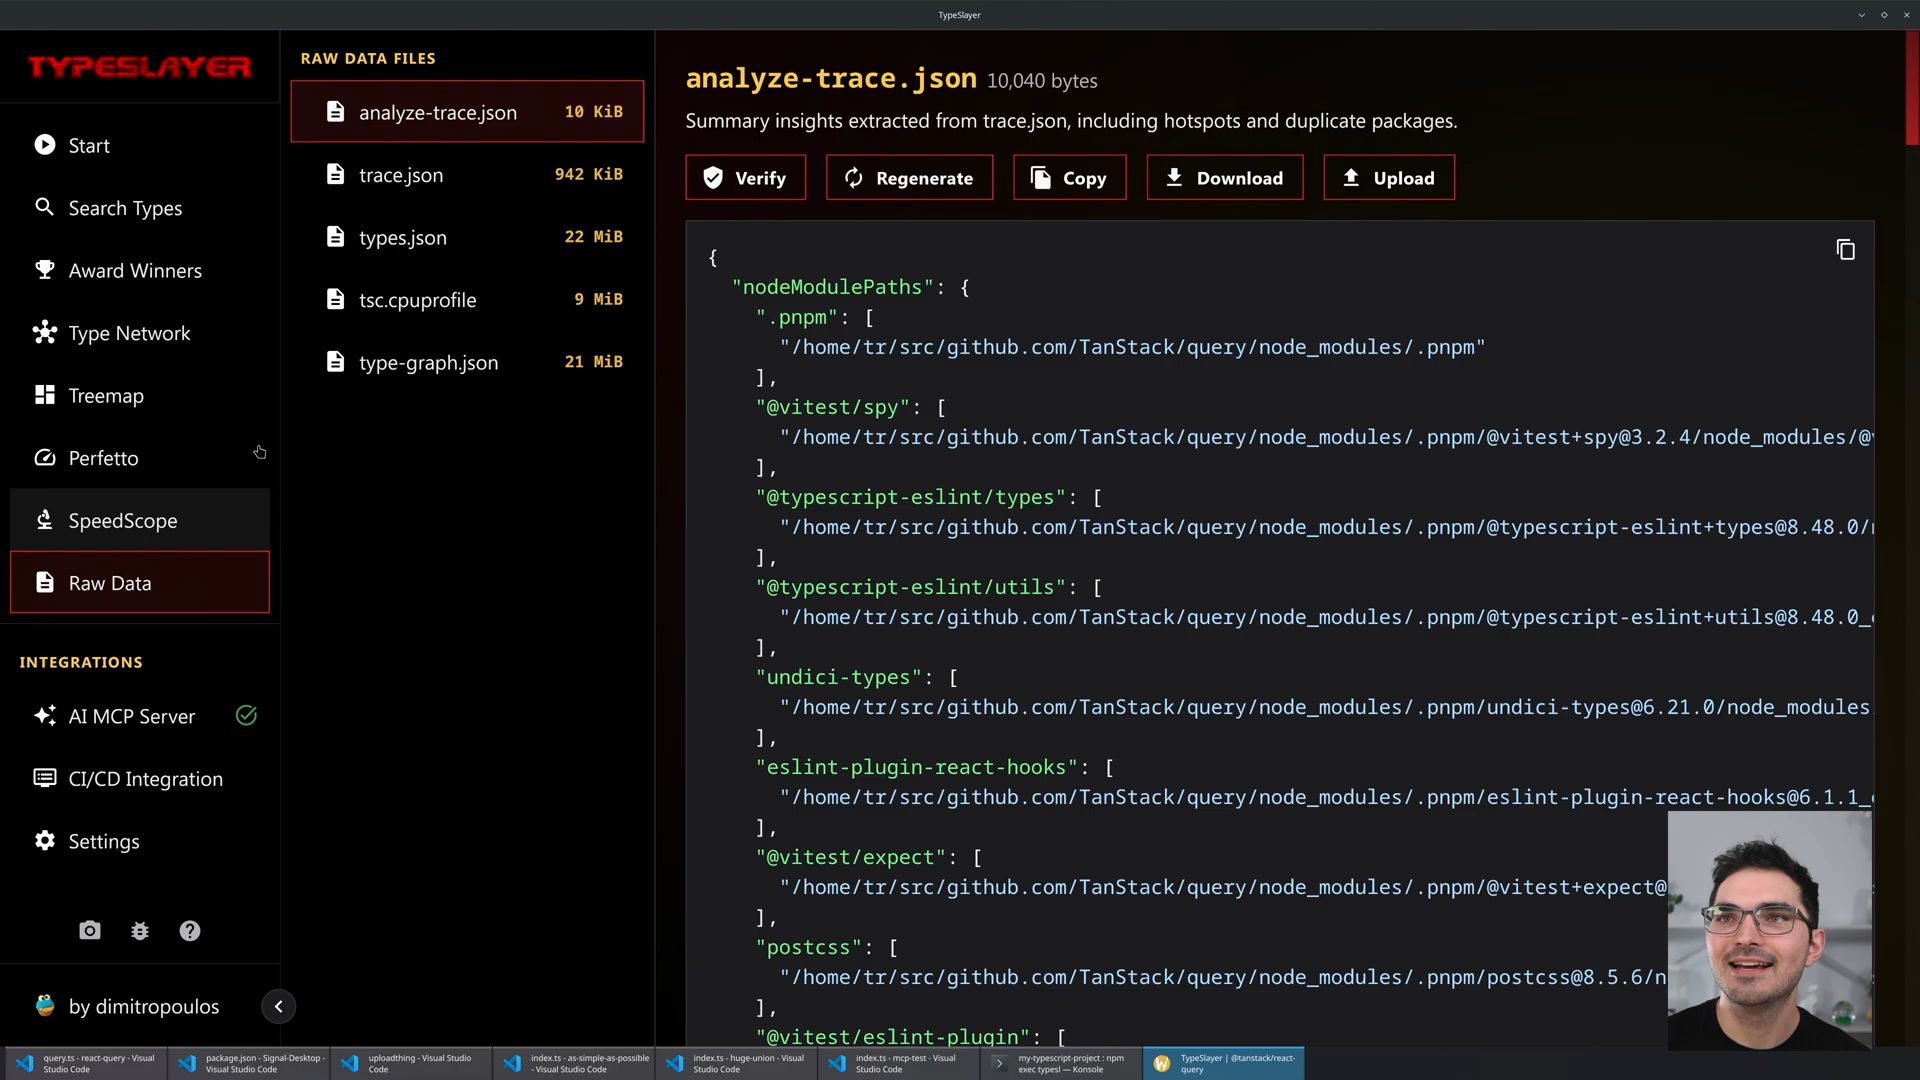 TypeSlayer
TYPESLAYER
Start
Search Types
Award Winners
Type Network
Treemap
Perfetto
SpeedScope
Raw Data
INTEGRATIONS
AI MCP Server
CI/CD Integration
Settings
by dimitropoulos
RAW DATA FILES
analyze-trace.json 10 KiB
trace.json 942 KiB
types.json 22 MiB
tsc.cpuprofile 9 MiB
type-graph.json 21 MiB
analyze-trace.json 10,040 bytes
Summary insights extracted from trace.json, including hotspots and duplicate packages.
Verify Regenerate Copy Download Upload
{
"nodeModulePaths": {
".pnpm": [
"/home/tr/src/github.com/TanStack/query/node_modules/.pnpm"
],
"@vitest/spy": [
"/home/tr/src/github.com/TanStack/query/node_modules/.pnpm/@vitest+spy@3.2.4/node_modules/@v
],
"@typescript-eslint/types": [
"/home/tr/src/github.com/TanStack/query/node_modules/.pnpm/@typescript-eslint+types@8.48.0/
],
"@typescript-eslint/utils": [
"/home/tr/src/github.com/TanStack/query/node_modules/.pnpm/@typescript-eslint+utils@8.48.0_
],
"undici-types": [
"/home/tr/src/github.com/TanStack/query/node_modules/.pnpm/undici-types@6.21.0/node_modules
],
"eslint-plugin-react-hooks": [
"/home/tr/src/github.com/TanStack/query/node_modules/.pnpm/eslint-plugin-react-hooks@6.1.1_
],
"@vitest/expect": [
"/home/tr/src/github.com/TanStack/query/node_modules/.pnpm/@vitest+expect@
],
"postcss": [
"/home/tr/src/github.com/TanStack/query/node_modules/.pnpm/postcss@8.5.6/n
],
"@vitest/eslint-plugin": [
query.ts - react-query - Visual
Studio Code
package.json - Signal-Desktop -
Visual Studio Code
uploadthing - Visual Studio
Code
index.ts - as-simple-as-possible
- Visual Studio Code
index.ts - huge-union - Visual
Studio Code
index.ts - mcp-test - Visual
Studio Code
my-typescript-project : npm
exec typesl — Konsole
TypeSlayer | @tanstack/react-
query